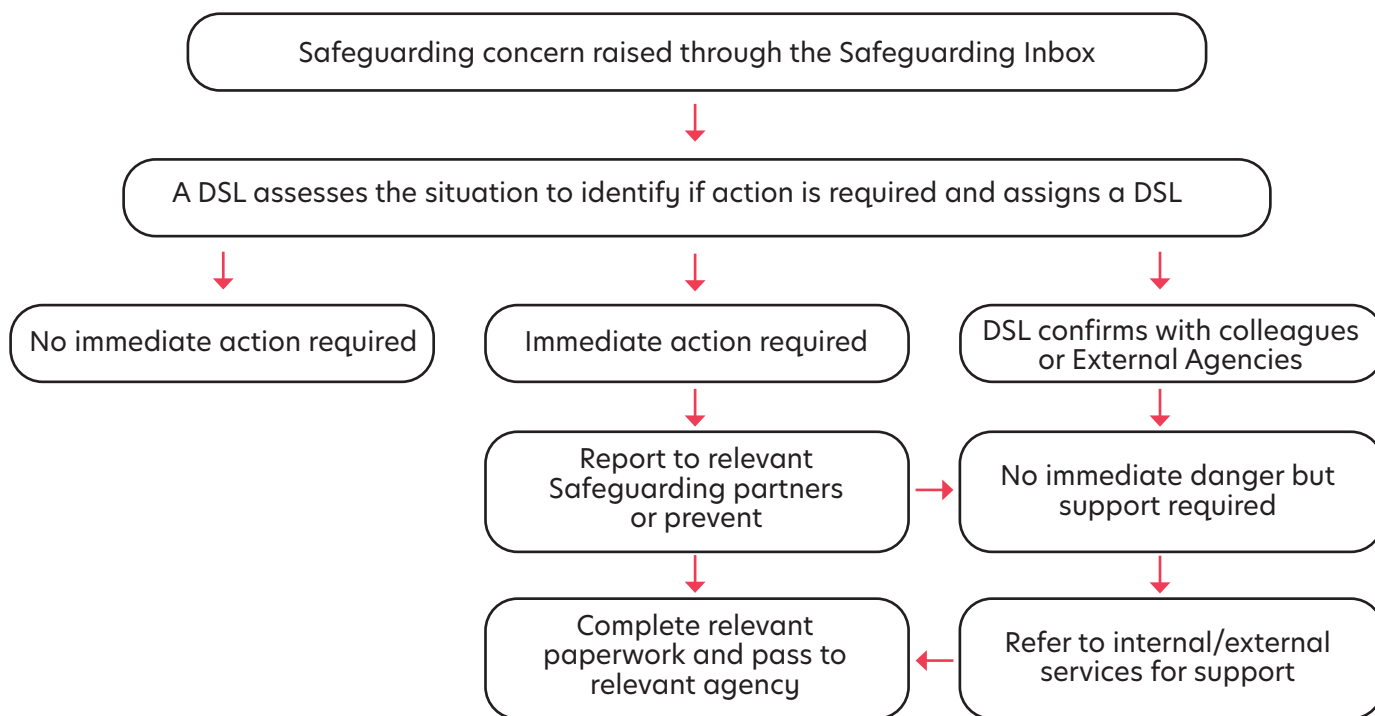 Safeguarding concern raised through the Safeguarding Inbox
A DSL assesses the situation to identify if action is required and assigns a DSL
No immediate action required
Immediate action required
DSL confirms with colleagues
or External Agencies
Report to relevant
Safeguarding partners
or prevent
No immediate danger but
support required
Complete relevant
paperwork and pass to
relevant agency
Refer to internal/external
services for support